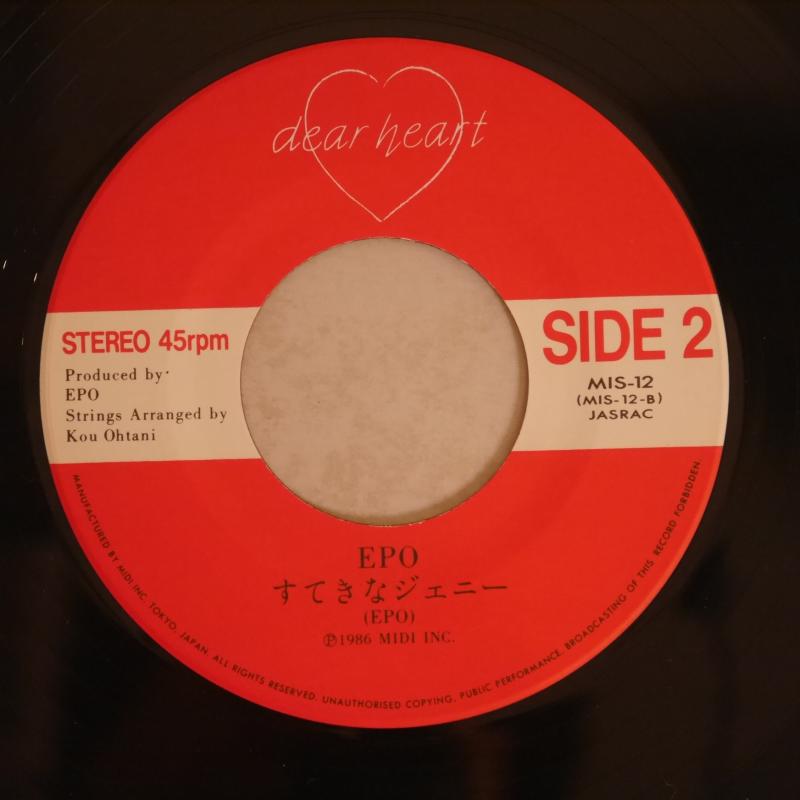 dear heart
STEREO 45rpm
Produced by
EPO
Strings Arranged by
Kou Ohtani
SIDE 2
MIS-12
(MIS-12-B)
JASRAC
EPO
すてきなジェニー
(EPO)
℗1986 MIDI INC.
MANUFACTURED BY MIDI INC. TOKYO, JAPAN. ALL RIGHTS RESERVED. UNAUTHORISED COPYING, PUBLIC PERFORMANCE, BROADCASTING OF THIS RECORD FORBIDDEN.